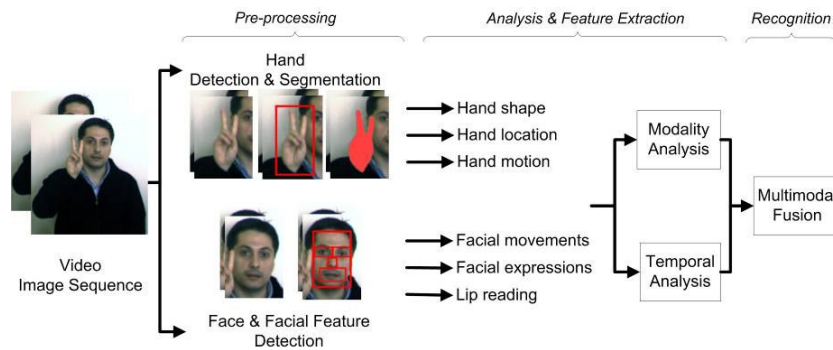 Pre-processing
Analysis & Feature Extraction
Recognition
Hand
Detection & Segmentation
Hand shape
Hand location
Hand motion
Modality
Analysis
Multimodal
Fusion
Video
Image Sequence
Facial movements
Facial expressions
Lip reading
Temporal
Analysis
Face & Facial Feature
Detection